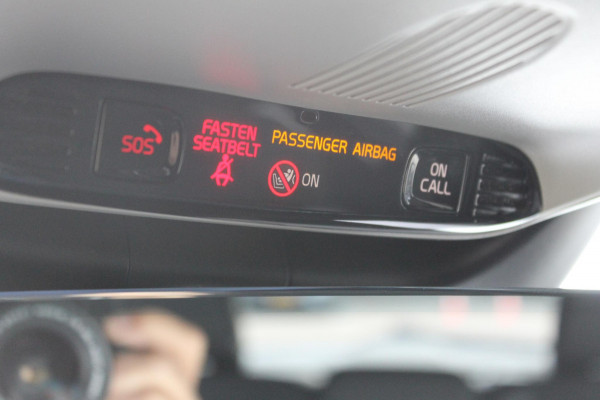 SOS
FASTEN
SEATBELT
PASSENGER AIRBAG
ON
ON
CALL